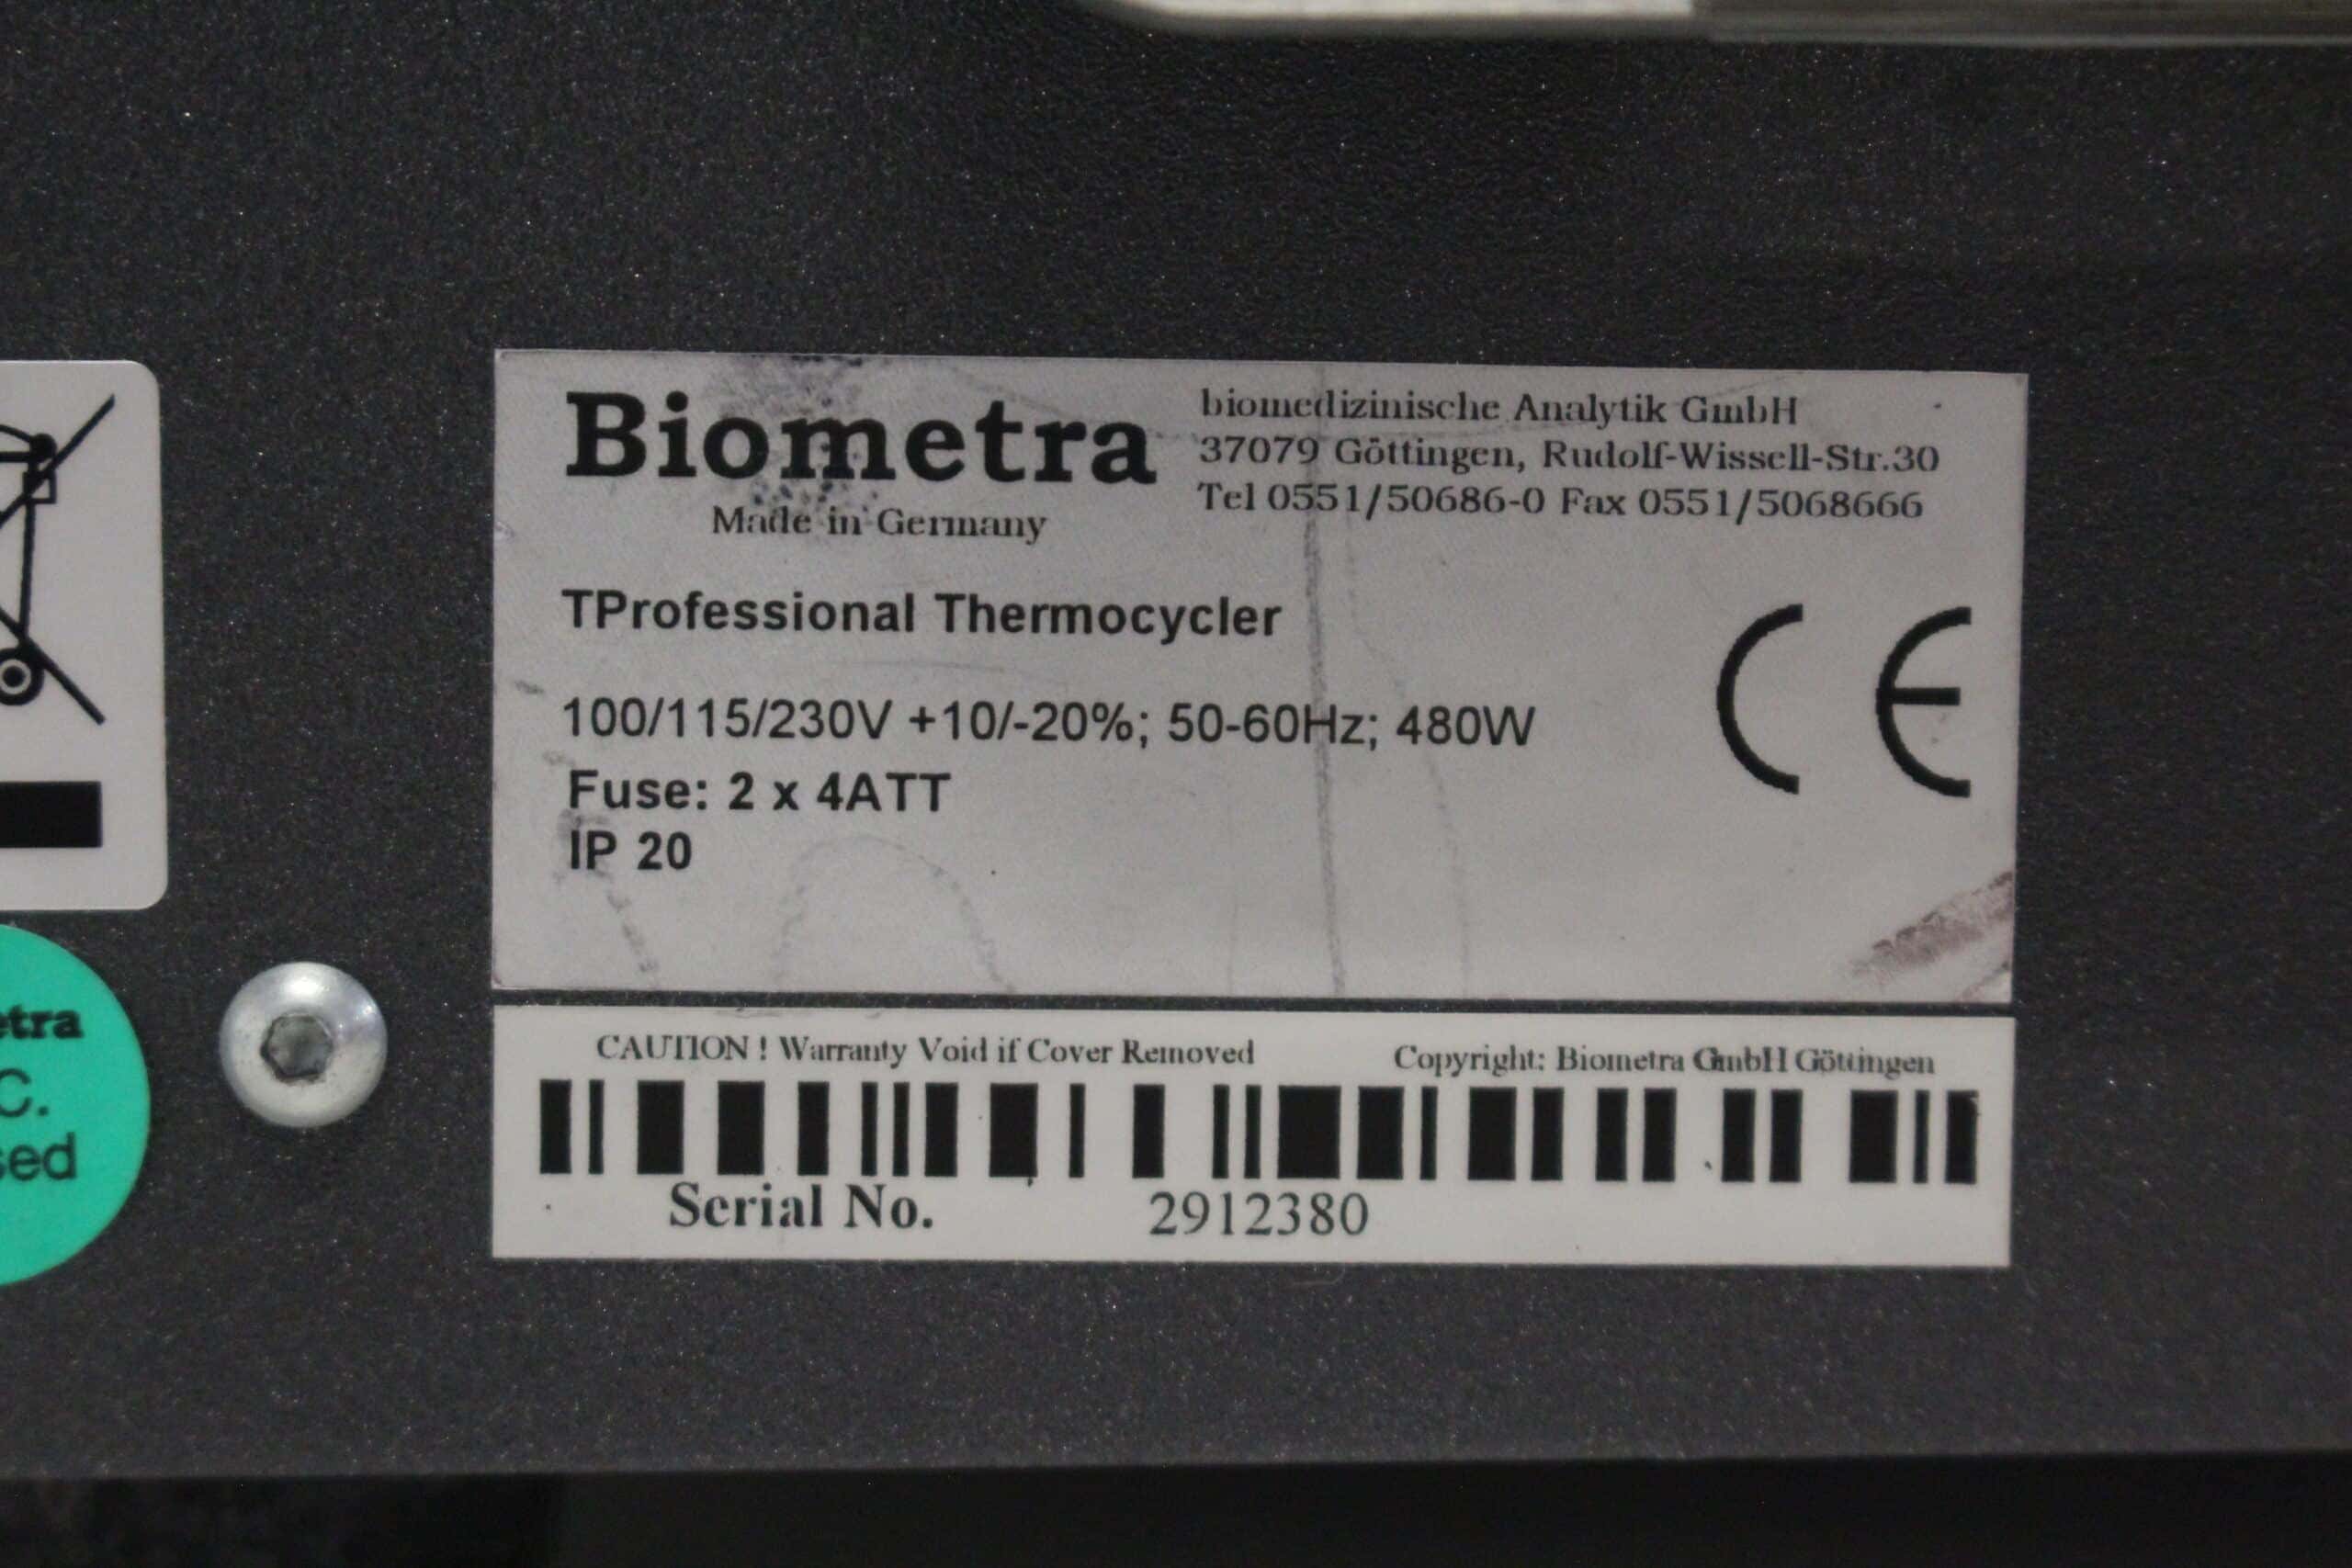 Biometra
Made in Germany
biomedizinische Analytik GmbH
37079 Göttingen, Rudolf-Wissell-Str.30
Tel 0551/50686-0 Fax 0551/5068666
TProfessional Thermocycler
100/115/230V +10/-20%; 50-60Hz; 480W
Fuse: 2 x 4ATT
IP 20
CE
CAUTION ! Warranty Void if Cover Removed
Copyright: Biometra GmbH Göttingen
Serial No. 2912380
etra
C.
sed